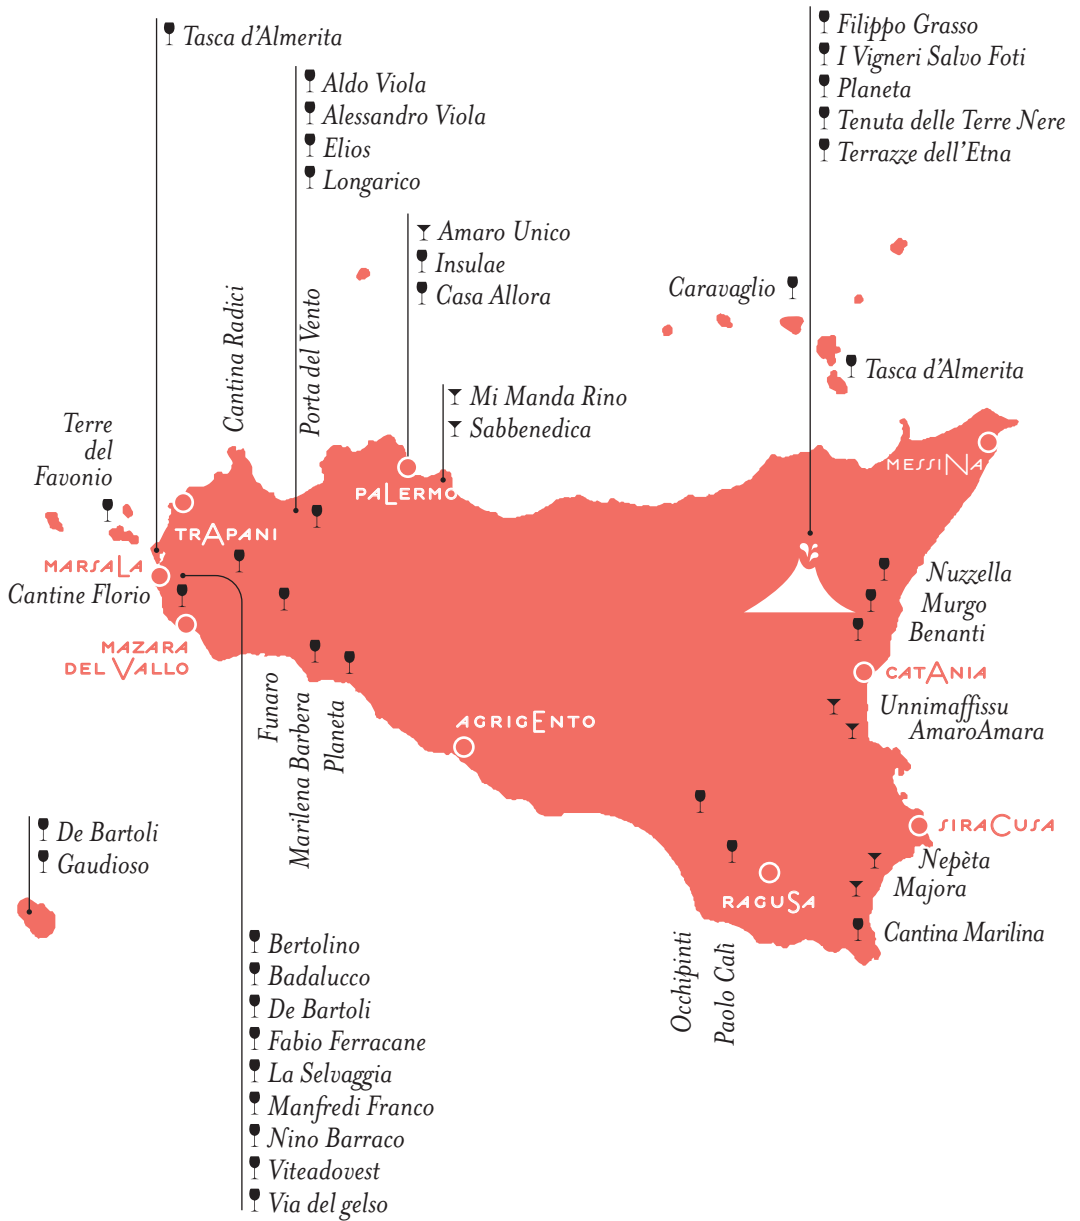 Tasca d'Almerita
Aldo Viola
Alessandro Viola
Elios
Longarico
Amaro Unico
Insulae
Casa Allora
Mi Manda Rino
Sabbenedica
Filippo Grasso
I Vigneri Salvo Foti
Planeta
Tenuta delle Terre Nere
Terrazze dell'Etna
Caravaglio
Tasca d'Almerita
Cantina Radici
Porta del Vento
Terre
del
Favonio
PALERMO
MESSINA
TRAPANI
MARSALA
Cantine Florio
MAZARA
DEL VALLO
Nuzzella
Murgo
Benanti
CATANIA
Unnimaffissu
AmaroAmara
Funaro
Marilena Barbera
Planeta
AGRIGENTO
SIRACUSA
Nepèta
Majora
RAGUSA
Cantina Marilina
Occhipinti
Paolo Calì
De Bartoli
Gaudioso
Bertolino
Badalucco
De Bartoli
Fabio Ferracane
La Selvaggia
Manfredi Franco
Nino Barraco
Viteadovest
Via del gelso